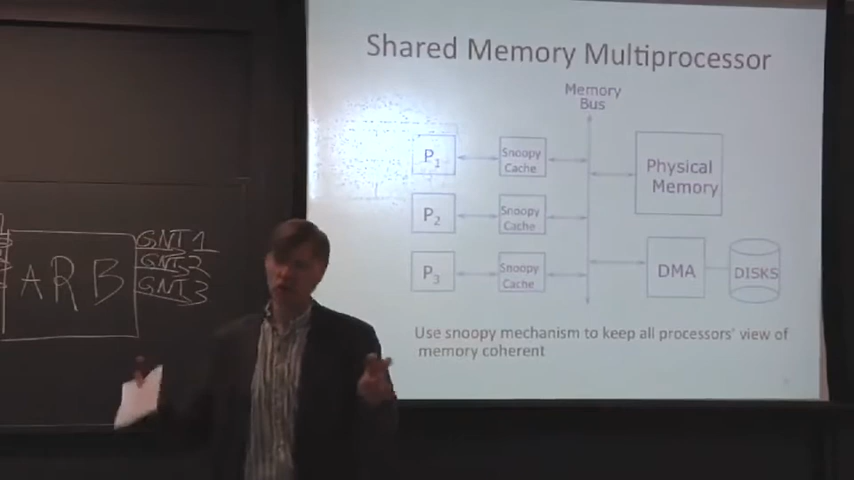 Shared Memory Multiprocessor
Memory
Bus
P1
Snoopy
Cache
Physical
Memory
P2
Snoopy
Cache
P3
Snoopy
Cache
DMA
DISKS
Use snoopy mechanism to keep all processors' view of
memory coherent
ARB
GNT1
GNT2
GNT3